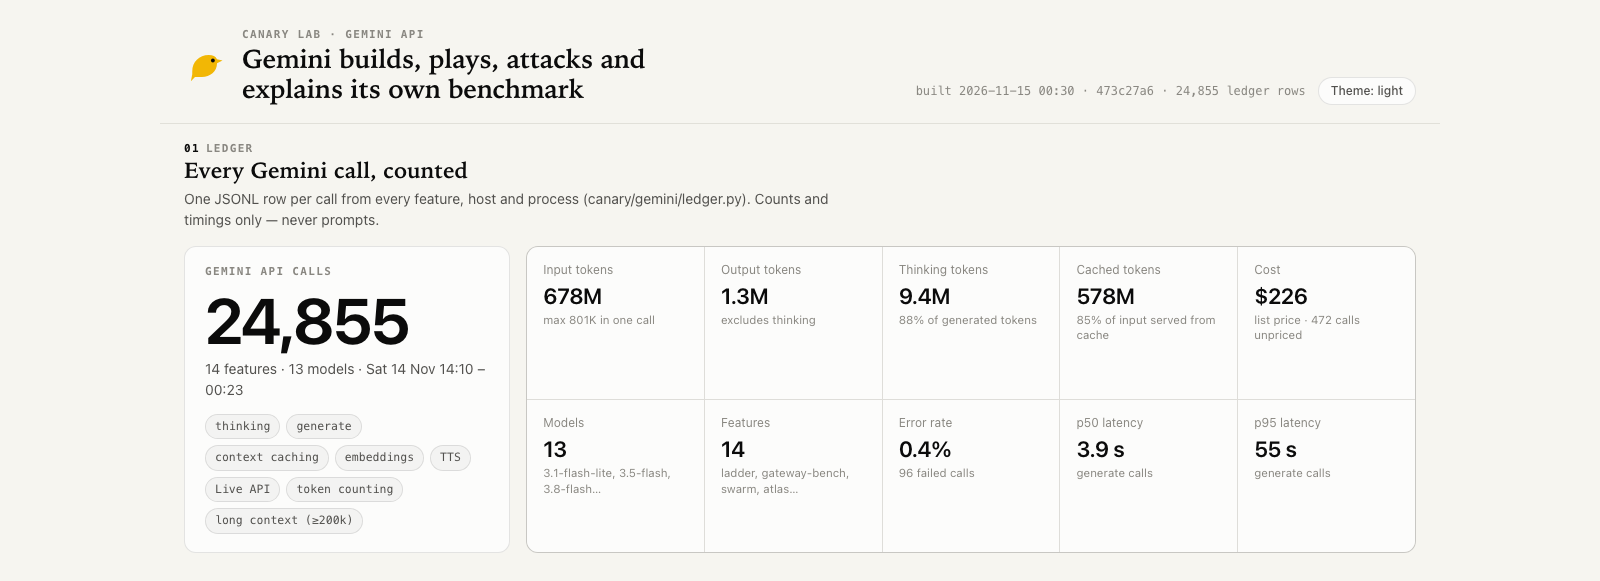 CANARY LAB · GEMINI API
Gemini builds, plays, attacks and
explains its own benchmark
built 2026-11-15 00:30 · 473c27a6 · 24,855 ledger rows
Theme: light
01 LEDGER
Every Gemini call, counted
One JSONL row per call from every feature, host and process (canary/gemini/ledger.py). Counts and
timings only — never prompts.
GEMINI API CALLS
24,855
14 features · 13 models · Sat 14 Nov 14:10 –
00:23
thinking
generate
context caching
embeddings
TTS
Live API
token counting
long context (≥200k)
Input tokens
678M
max 801K in one call
Output tokens
1.3M
excludes thinking
Thinking tokens
9.4M
88% of generated tokens
Cached tokens
578M
85% of input served from
cache
Cost
$226
list price · 472 calls
unpriced
Models
13
3.1-flash-lite, 3.5-flash,
3.8-flash...
Features
14
ladder, gateway-bench,
swarm, atlas...
Error rate
0.4%
96 failed calls
p50 latency
3.9 s
generate calls
p95 latency
55 s
generate calls